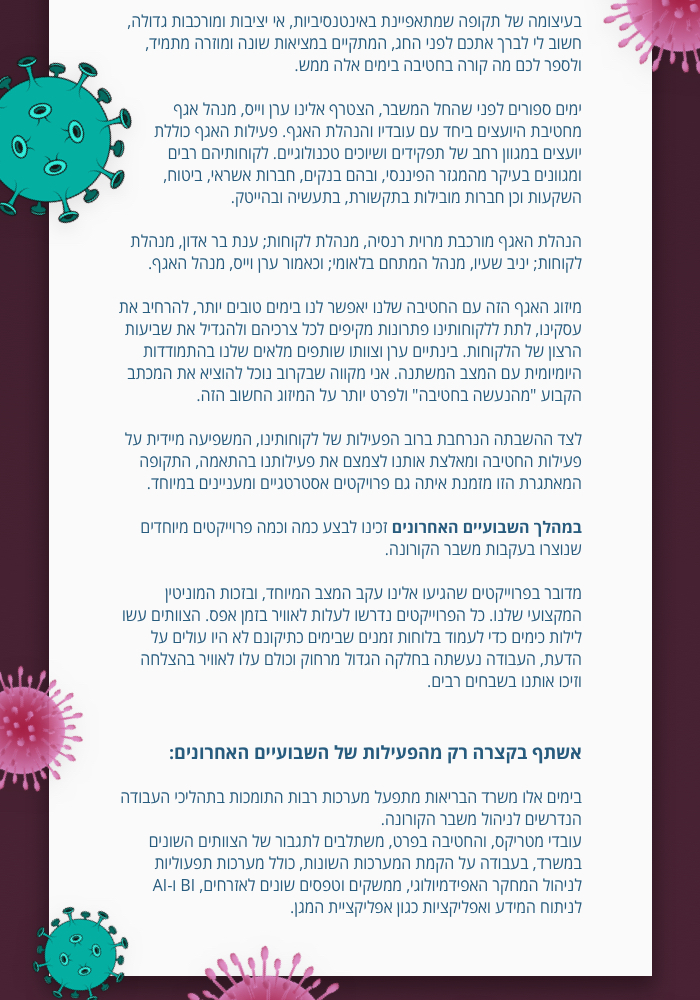 בעיצומה של תקופה שמתאפיינת באינטנסיביות, אי יציבות ומורכבות גדולה,
חשוב לי לברך אתכם לפני החג, המתקיים במציאות שונה ומוזרה מתמיד,
ולספר לכם מה קורה בחטיבה בימים אלה ממש.
ימים ספורים לפני שהחל המשבר, הצטרף אלינו ערן וייס, מנהל אגף
מחטיבת היועצים ביחד עם עובדיו והנהלת האגף. פעילות האגף כוללת
יועצים במגוון רחב של תפקידים ושיוכים טכנולוגיים. לקוחותיהם רבים
ומגוונים בעיקר מהמגזר הפיננסי, ובהם בנקים, חברות אשראי, ביטוח,
השקעות וכן חברות מובילות בתקשורת, בתעשיה ובהייטק.
הנהלת האגף מורכבת מרוית רנסיה, מנהלת לקוחות; ענת בר אדון, מנהלת
לקוחות; יניב שעיו, מנהל המתחם בלאומי; וכאמור ערן וייס, מנהל האגף.
מיזוג האגף הזה עם החטיבה שלנו יאפשר לנו בימים טובים יותר, להרחיב את
עסקינו, לתת ללקוחותינו פתרונות מקיפים לכל צרכיהם ולהגדיל את שביעות
הרצון של הלקוחות. בינתיים ערן וצוותו שותפים מלאים שלנו בהתמודדות
היומיומית עם המצב המשתנה. אני מקווה שבקרוב נוכל להוציא את המכתב
הקבוע "מהנעשה בחטיבה" ולפרט יותר על המיזוג החשוב הזה.
לצד ההשבתה הנרחבת ברוב הפעילות של לקוחותינו, המשפיעה מיידית על
פעילות החטיבה ומאלצת אותנו לצמצם את פעילותנו בהתאמה, התקופה
המאתגרת הזו מזמנת איתה גם פרויקטים אסטרטגיים ומעניינים במיוחד.
במהלך השבועיים האחרונים זכינו לבצע כמה וכמה פרוייקטים מיוחדים
שנוצרו בעקבות משבר הקורונה.
מדובר בפרוייקטים שהגיעו אלינו עקב המצב המיוחד, ובזכות המוניטין
המקצועי שלנו. כל הפרוייקטים נדרשו לעלות לאוויר בזמן אפס. הצוותים עשו
לילות כימים כדי לעמוד בלוחות זמנים שבימים כתיקונם לא היו עולים על
הדעת, העבודה נעשתה בחלקה הגדול מרחוק וכולם עלו לאוויר בהצלחה
וזיכו אותנו בשבחים רבים.
אשתף בקצרה רק מהפעילות של השבועיים האחרונים:
בימים אלו משרד הבריאות מתפעל מערכות רבות התומכות בתהליכי העבודה
הנדרשים לניהול משבר הקורונה.
עובדי מטריקס, והחטיבה בפרט, משתלבים לתגבור של הצוותים השונים
במשרד, בעבודה על הקמת המערכות השונות, כולל מערכות תפעוליות
לניהול המחקר האפידמיולוגי, ממשקים וטפסים שונים לאזרחים, BI ו-AI
לניתוח המידע ואפליקציות כגון אפליקציית המגן.